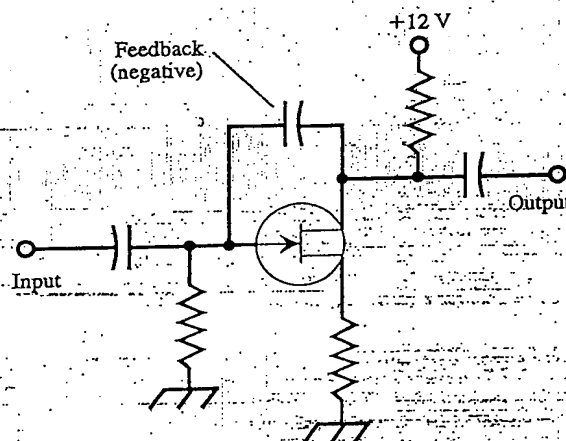 +12 V
Feedback
(negative)
Output
Input